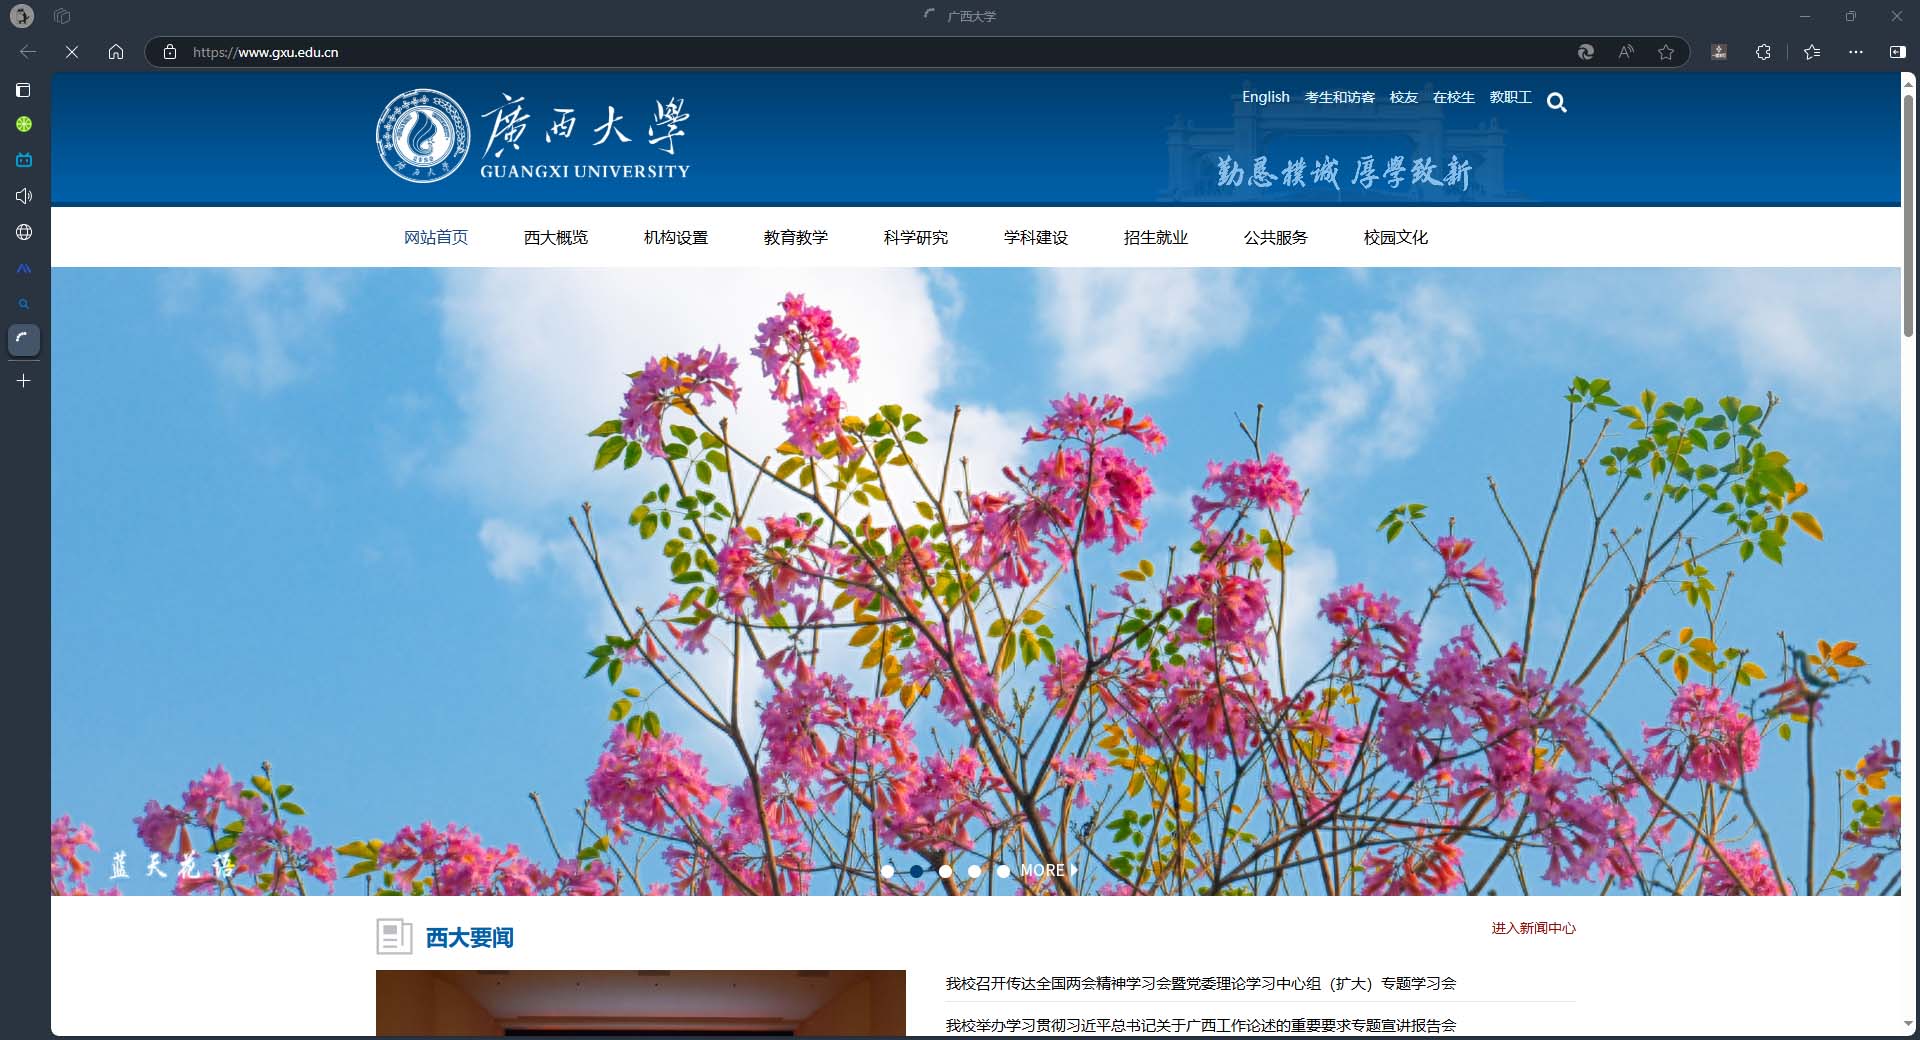 广西大学
https://www.gxu.edu.cn
廣西大學
GUANGXI UNIVERSITY
English 考生和访客 校友 在校生 教职工
勤恳樸诚 厚學致新
网站首页 西大概览 机构设置 教育教学 科学研究 学科建设 招生就业 公共服务 校园文化
蓝天花语
MORE
西大要闻
进入新闻中心
我校召开传达全国两会精神学习会暨党委理论学习中心组（扩大）专题学习会
我校举办学习贯彻习近平总书记关于广西工作论述的重要要求专题宣讲报告会